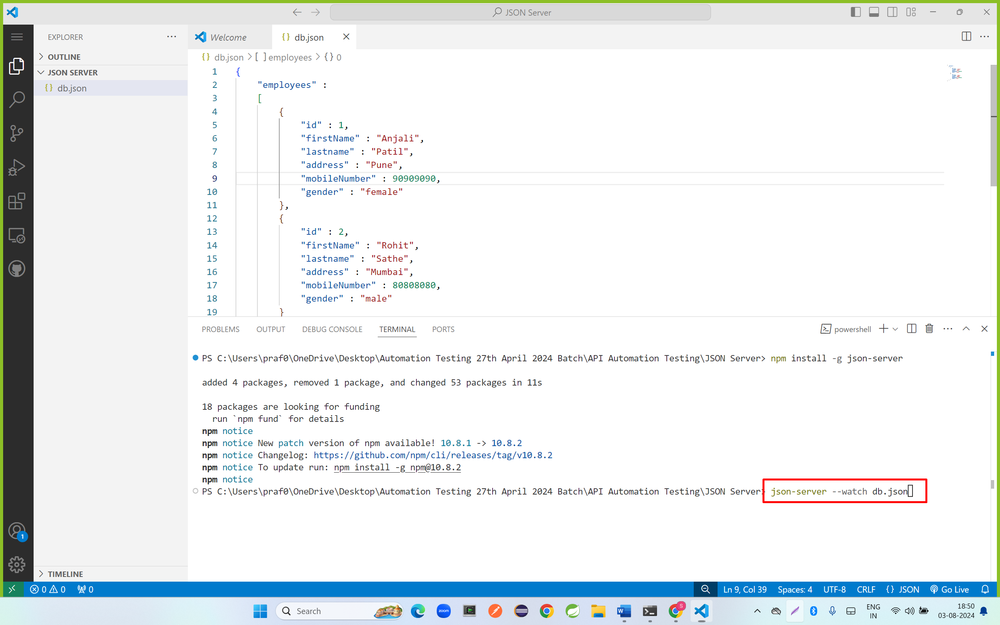 JSON Server
EXPLORER
Welcome
{} db.json
{} db.json > [ ] employees > {} 0
OUTLINE
JSON SERVER
{} db.json
1 {
2 "employees" :
3 [
4 {
5 "id" : 1,
6 "firstName" : "Anjali",
7 "lastname" : "Patil",
8 "address" : "Pune",
9 "mobileNumber" : 90909090,
10 "gender" : "female"
11 },
12 {
13 "id" : 2,
14 "firstName" : "Rohit",
15 "lastname" : "Sathe",
16 "address" : "Mumbai",
17 "mobileNumber" : 80808080,
18 "gender" : "male"
19 }
PROBLEMS OUTPUT DEBUG CONSOLE TERMINAL PORTS
powershell
PS C:\Users\praf0\OneDrive\Desktop\Automation Testing 27th April 2024 Batch\API Automation Testing\JSON Server> npm install -g json-server
added 4 packages, removed 1 package, and changed 53 packages in 11s
18 packages are looking for funding
run `npm fund` for details
npm notice
npm notice New patch version of npm available! 10.8.1 -> 10.8.2
npm notice Changelog: https://github.com/npm/cli/releases/tag/v10.8.2
npm notice To update run: npm install -g npm@10.8.2
npm notice
PS C:\Users\praf0\OneDrive\Desktop\Automation Testing 27th April 2024 Batch\API Automation Testing\JSON Server> json-server --watch db.json
1
TIMELINE
0 0 0
Ln 9, Col 39 Spaces: 4 UTF-8 CRLF {} JSON Go Live
Search
zoom
S
ENG
IN
18:50
03-08-2024